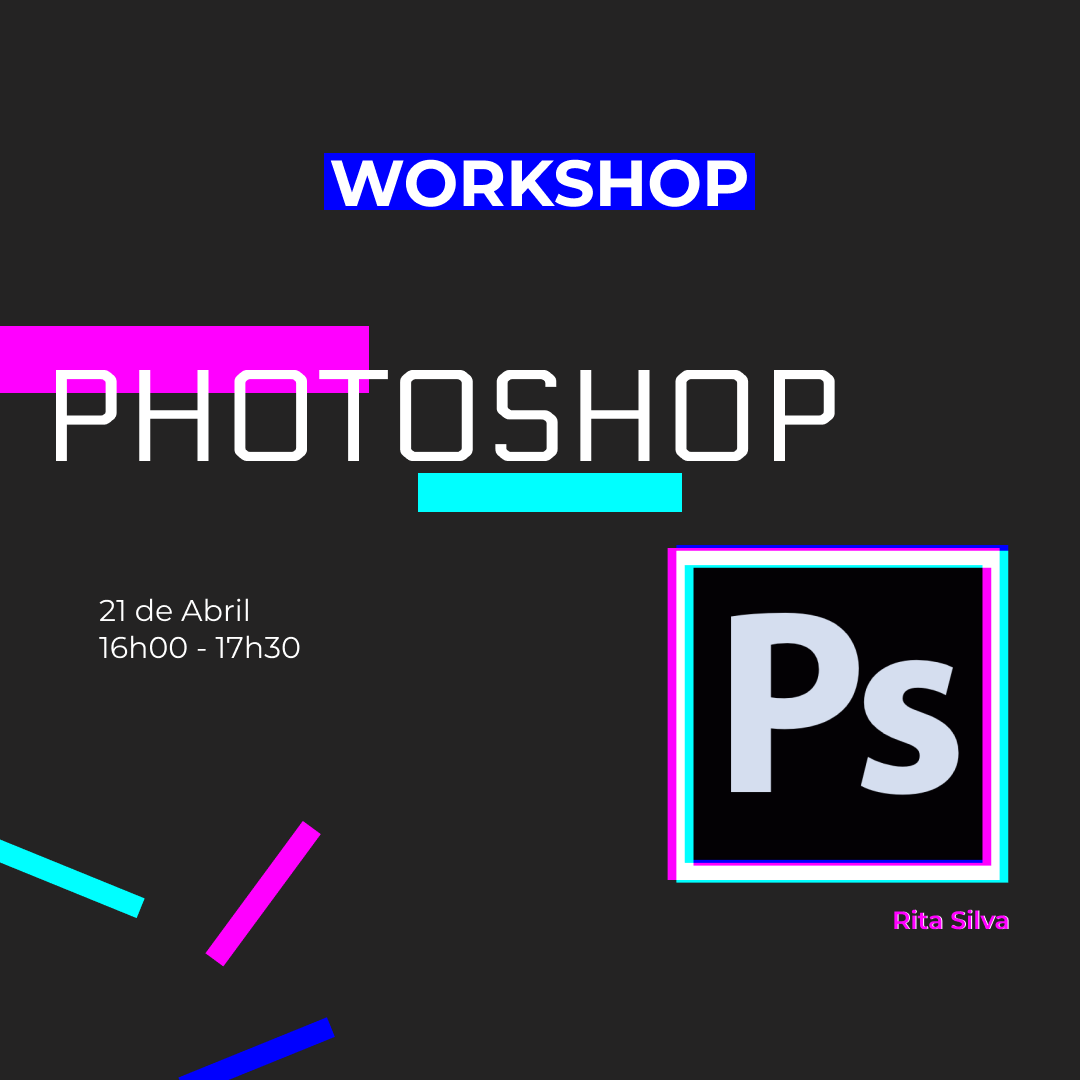 WORKSHOP
PHOTOSHOP
21 de Abril
16h00 - 17h30
Ps
Rita Silva